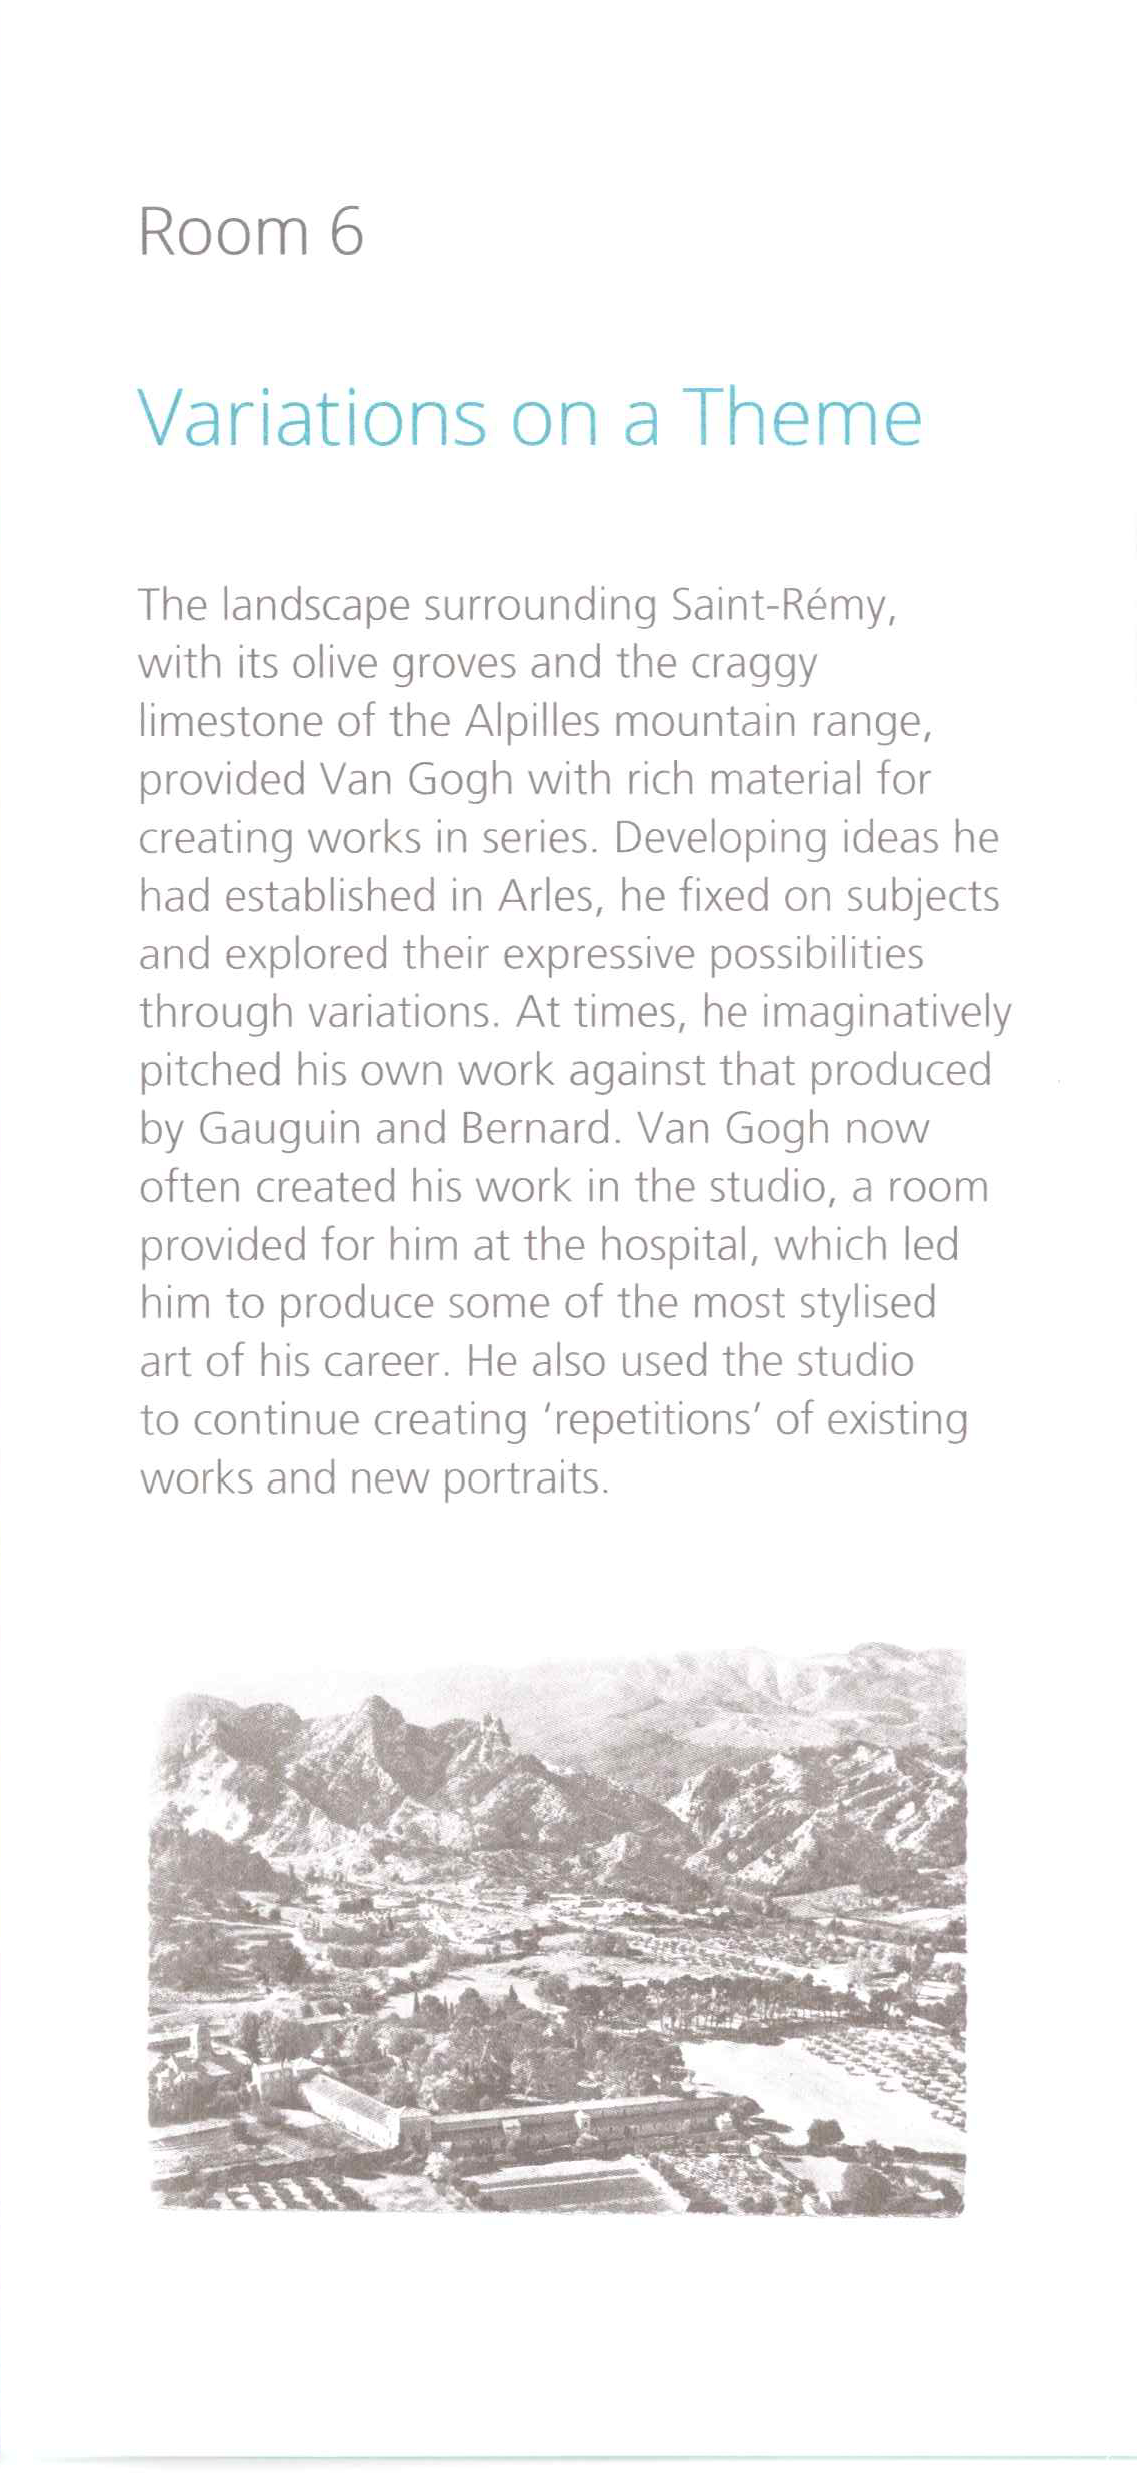 Room 6
Variations on a Theme
The landscape surrounding Saint-Rémy,
with its olive groves and the craggy
limestone of the Alpilles mountain range,
provided Van Gogh with rich material for
creating works in series. Developing ideas he
had established in Arles, he fixed on subjects
and explored their expressive possibilities
through variations. At times, he imaginatively
pitched his own work against that produced
by Gauguin and Bernard. Van Gogh now
often created his work in the studio, a room
provided for him at the hospital, which led
him to produce some of the most stylised
art of his career. He also used the studio
to continue creating ‘repetitions’ of existing
works and new portraits.